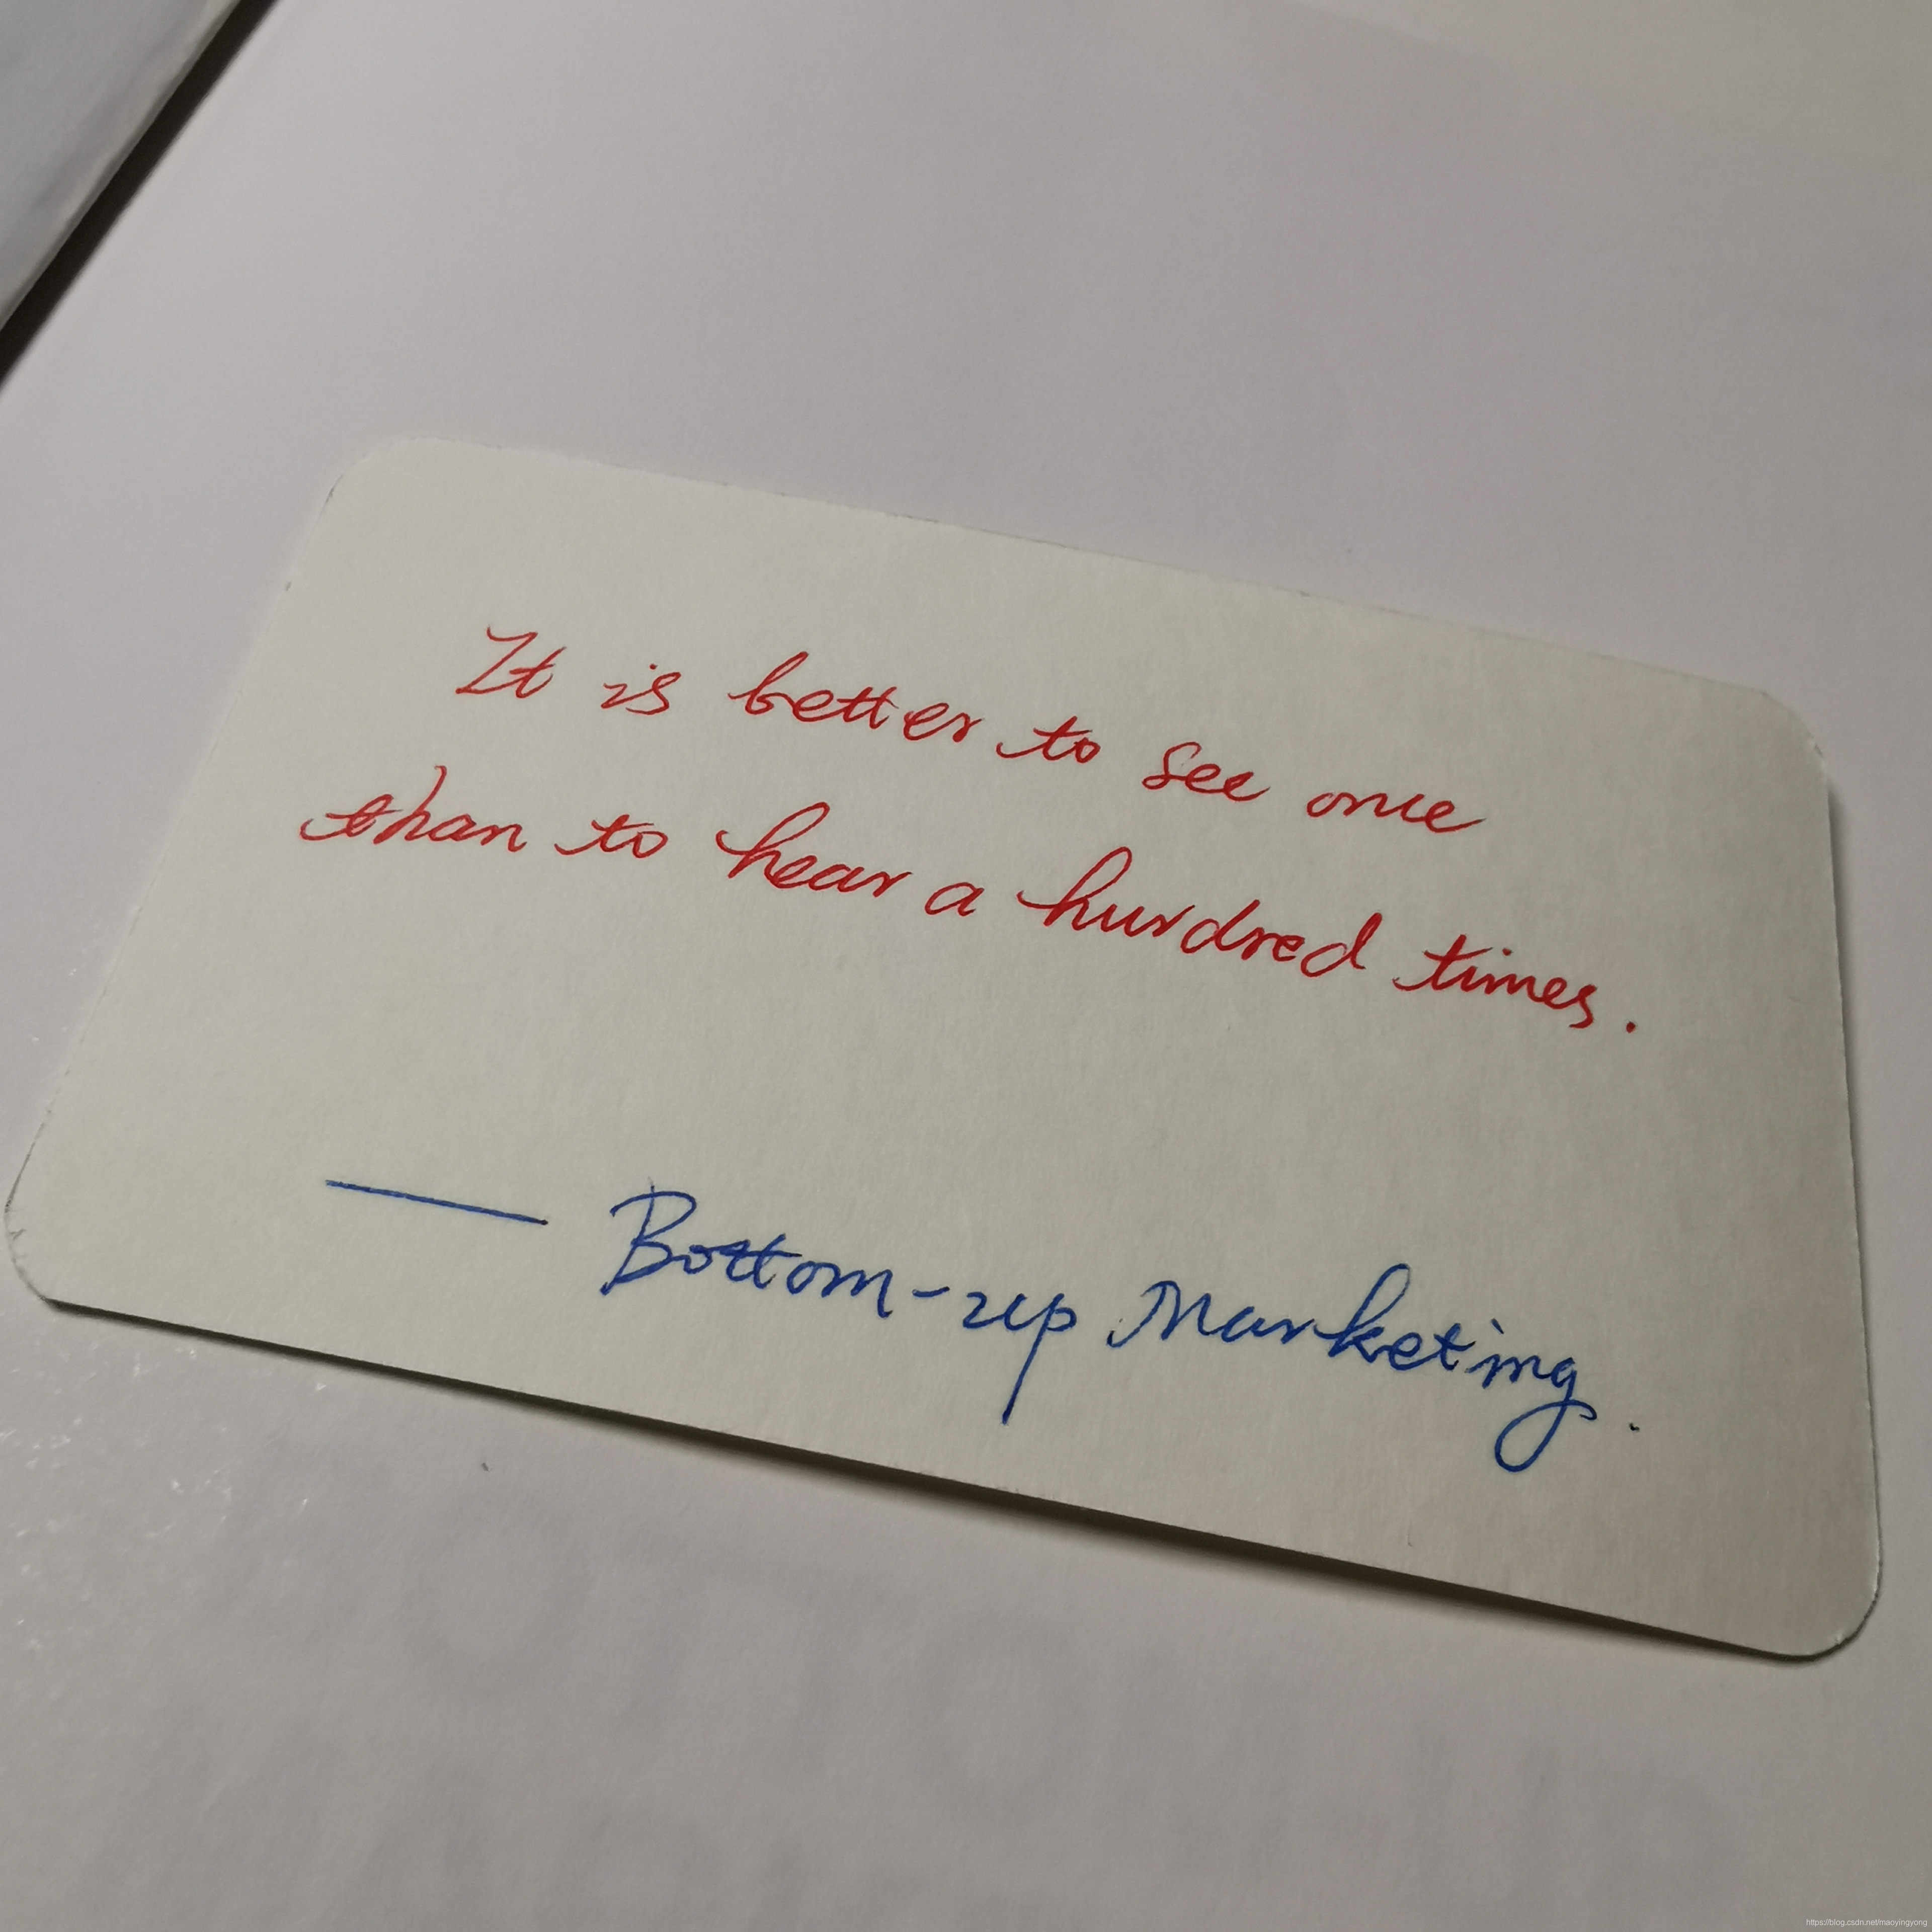 It is better to see once
than to hear a hundred times.
— Bottom-up Marketing.
https://blog.csdn.net/maoyingyong